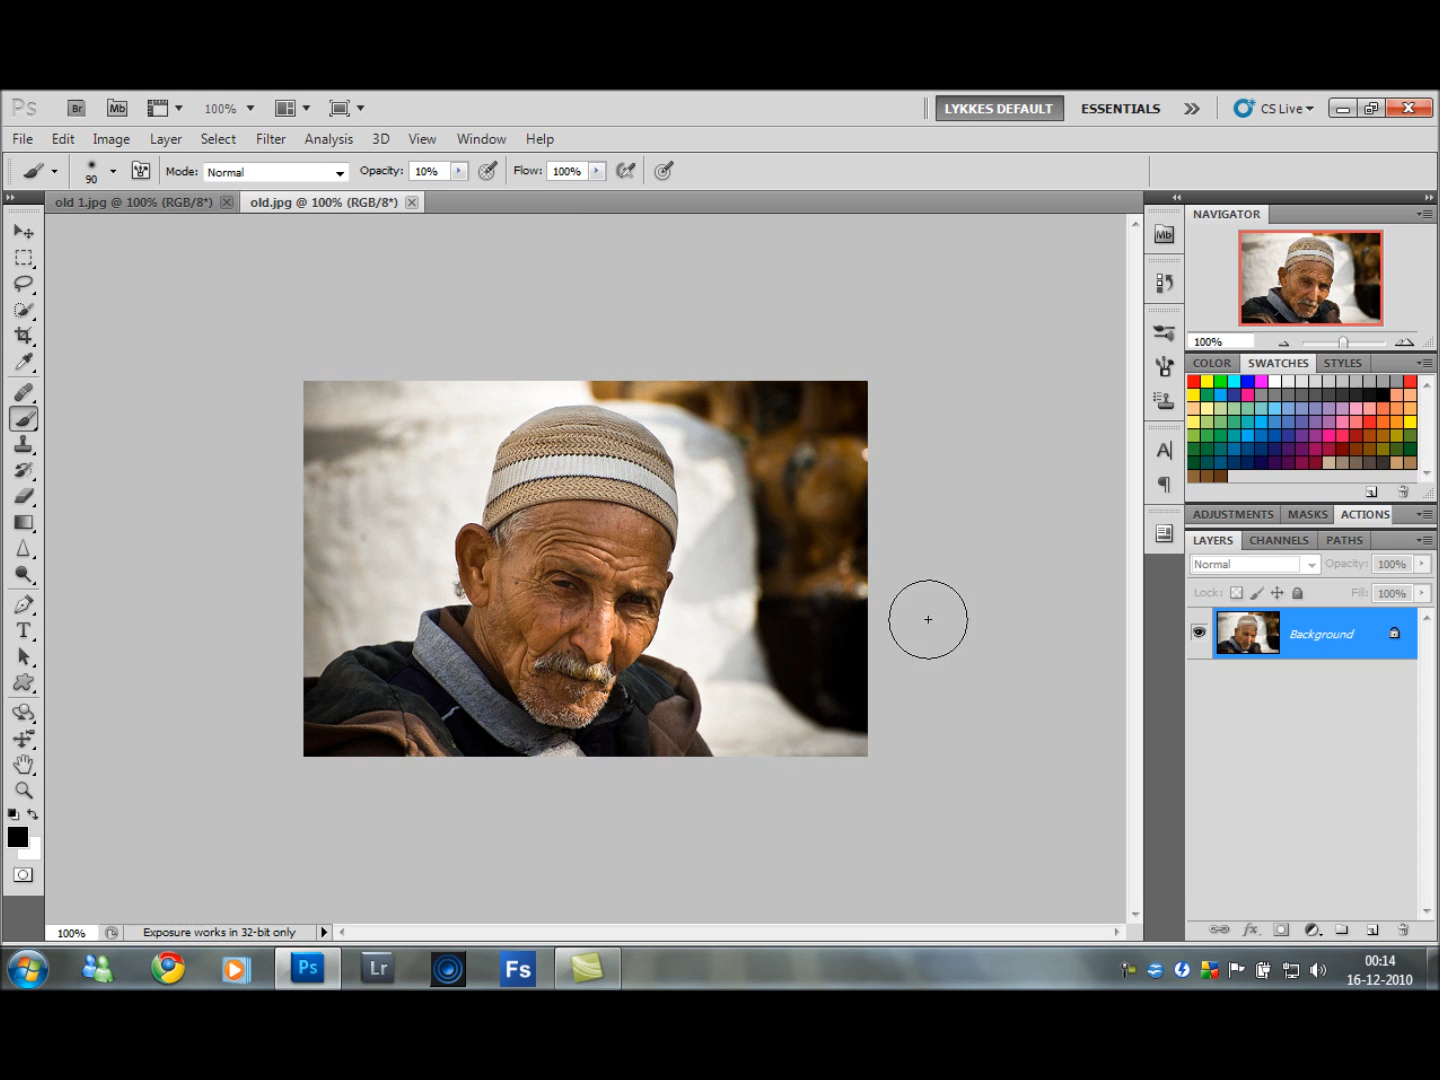 Ps Br Mb 100% LYKKES DEFAULT ESSENTIALS CS Live
File Edit Image Layer Select Filter Analysis 3D View Window Help
90 Mode: Normal Opacity: 10% Flow: 100%
old 1.jpg @ 100% (RGB/8*) old.jpg @ 100% (RGB/8*)
NAVIGATOR
Mb
100%
COLOR SWATCHES STYLES
A
ADJUSTMENTS MASKS ACTIONS
LAYERS CHANNELS PATHS
Normal Opacity: 100%
Lock: Fill: 100%
Background
T
fx
100% Exposure works in 32-bit only
Ps Lr Fs
00:14
16-12-2010